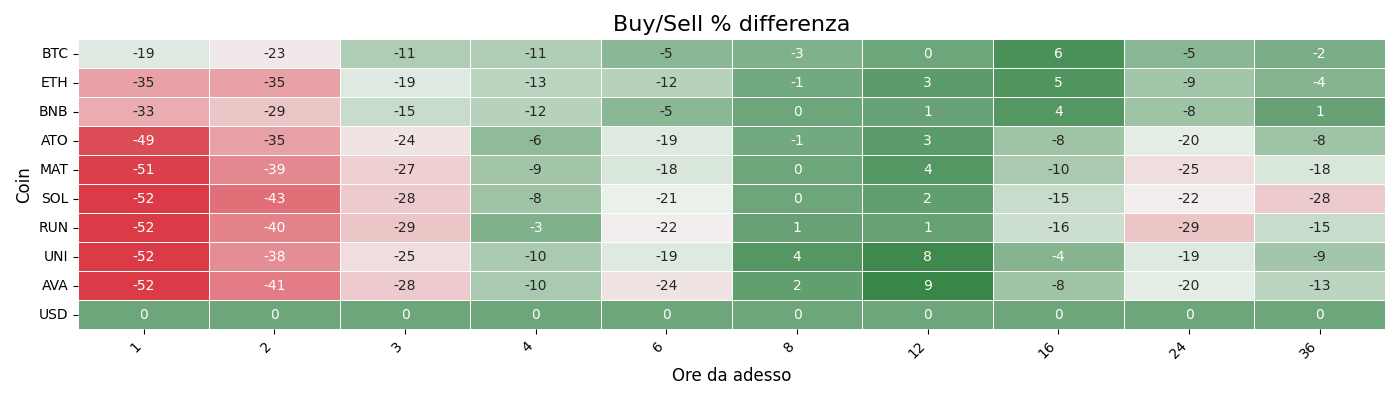 Buy/Sell % differenza
Coin
BTC -19 -23 -11 -11 -5 -3 0 6 -5 -2
ETH -35 -35 -19 -13 -12 -1 3 5 -9 -4
BNB -33 -29 -15 -12 -5 0 1 4 -8 1
ATO -49 -35 -24 -6 -19 -1 3 -8 -20 -8
MAT -51 -39 -27 -9 -18 0 4 -10 -25 -18
SOL -52 -43 -28 -8 -21 0 2 -15 -22 -28
RUN -52 -40 -29 -3 -22 1 1 -16 -29 -15
UNI -52 -38 -25 -10 -19 4 8 -4 -19 -9
AVA -52 -41 -28 -10 -24 2 9 -8 -20 -13
USD 0 0 0 0 0 0 0 0 0 0
1 2 3 4 6 8 12 16 24 36
Ore da adesso